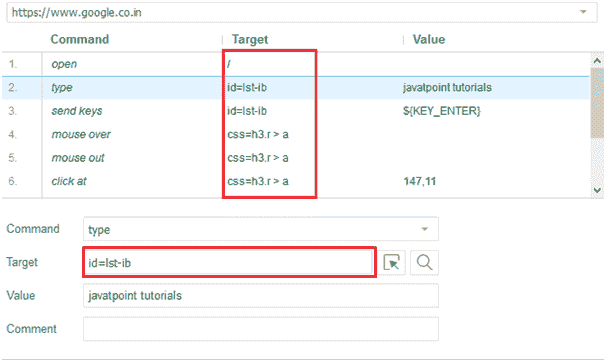 https://www.google.co.in
Command Target Value
1. open /
2. type id=lst-ib javatpoint tutorials
3. send keys id=lst-ib ${KEY_ENTER}
4. mouse over css=h3.r > a
5. mouse out css=h3.r > a
6. click at css=h3.r > a 147,11
Command type
Target id=lst-ib
Value javatpoint tutorials
Comment